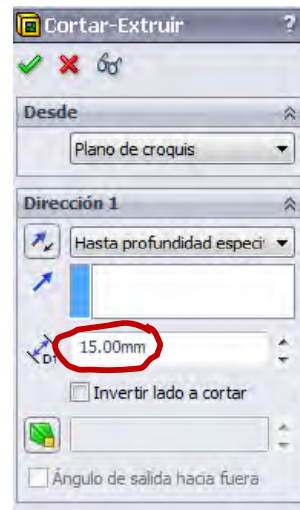 Cortar-Extruir ?
Desde
Plano de croquis
Dirección 1
Hasta profundidad especi
D1
15.00mm
Invertir lado a cortar
Ángulo de salida hacia fuera